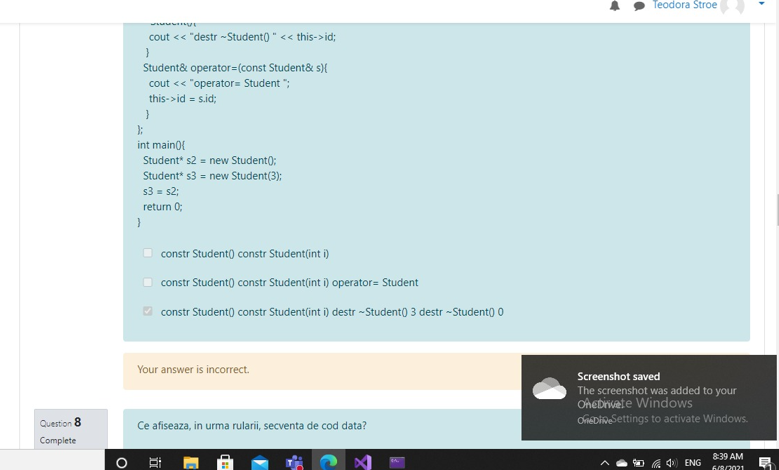 Teodora Stroe
~Student(){
cout << "destr ~Student() " << this->id;
}
Student& operator=(const Student& s){
cout << "operator= Student ";
this->id = s.id;
}
};
int main(){
Student* s2 = new Student();
Student* s3 = new Student(3);
s3 = s2;
return 0;
}
constr Student() constr Student(int i)
constr Student() constr Student(int i) operator= Student
constr Student() constr Student(int i) destr ~Student() 3 destr ~Student() 0
Your answer is incorrect.
Screenshot saved
The screenshot was added to your
OneDrive.
OneDrive
Activate Windows
Go to Settings to activate Windows.
Question 8
Complete
Ce afiseaza, in urma rularii, secventa de cod data?
ENG
8:39 AM
6/8/2021